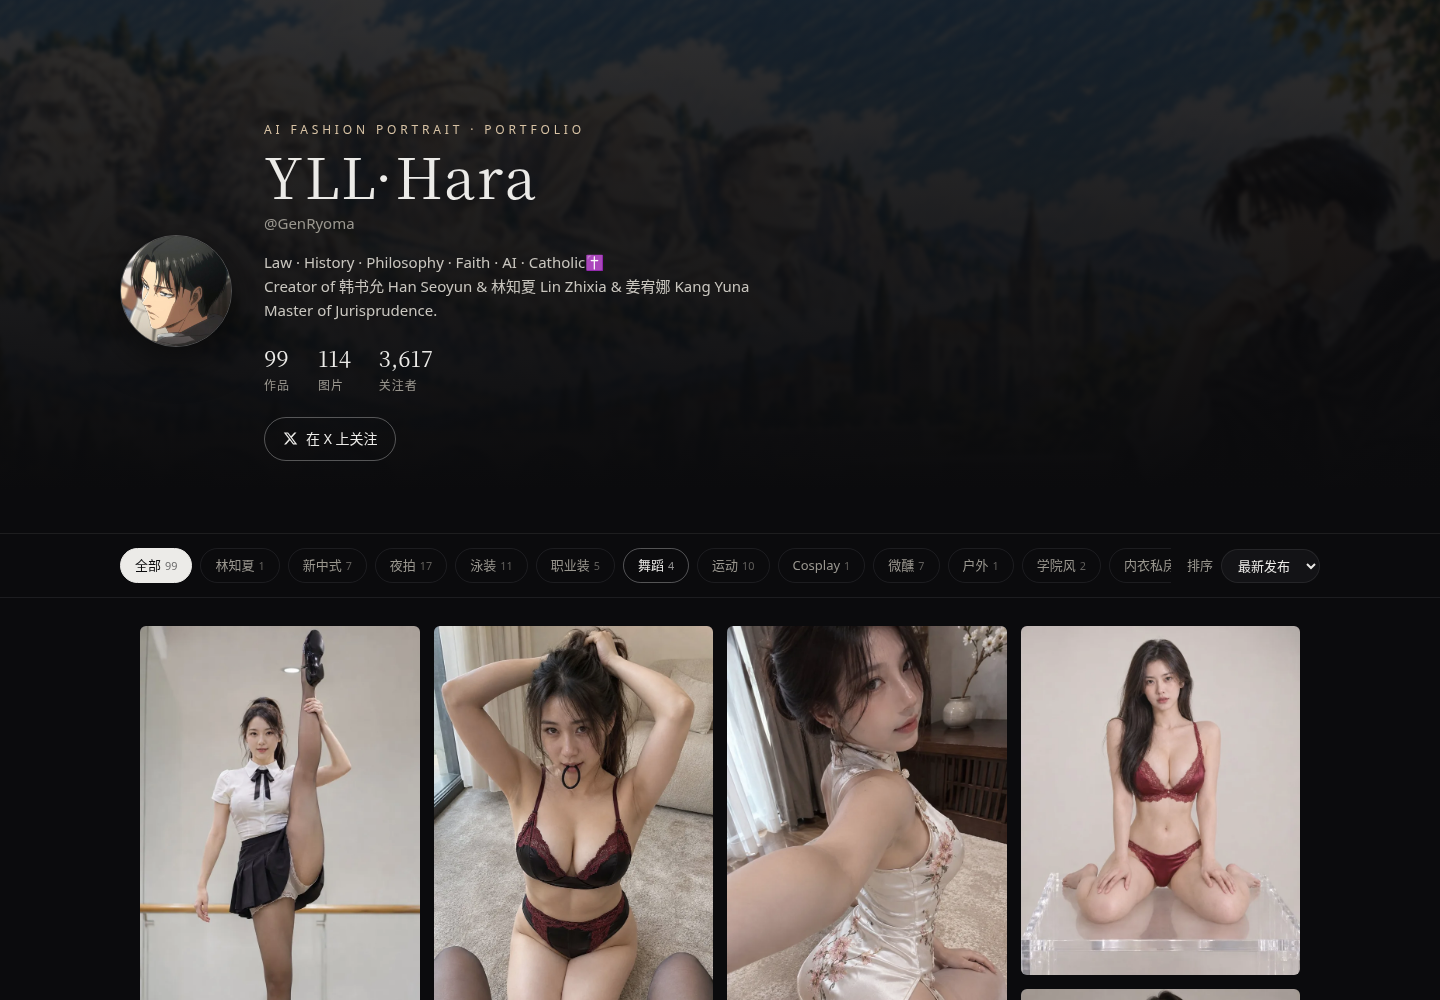 AI FASHION PORTRAIT · PORTFOLIO
YLL·Hara
@GenRyoma
Law · History · Philosophy · Faith · AI · Catholic✝️
Creator of 韩书允 Han Seoyun & 林知夏 Lin Zhixia & 姜宥娜 Kang Yuna
Master of Jurisprudence.
99 114 3,617
作品 图片 关注者
在 X 上关注
全部 99 林知夏 1 新中式 7 夜拍 17 泳装 11 职业装 5 舞蹈 4 运动 10 Cosplay 1 微醺 7 户外 1 学院风 2 内衣私房 排序 最新发布